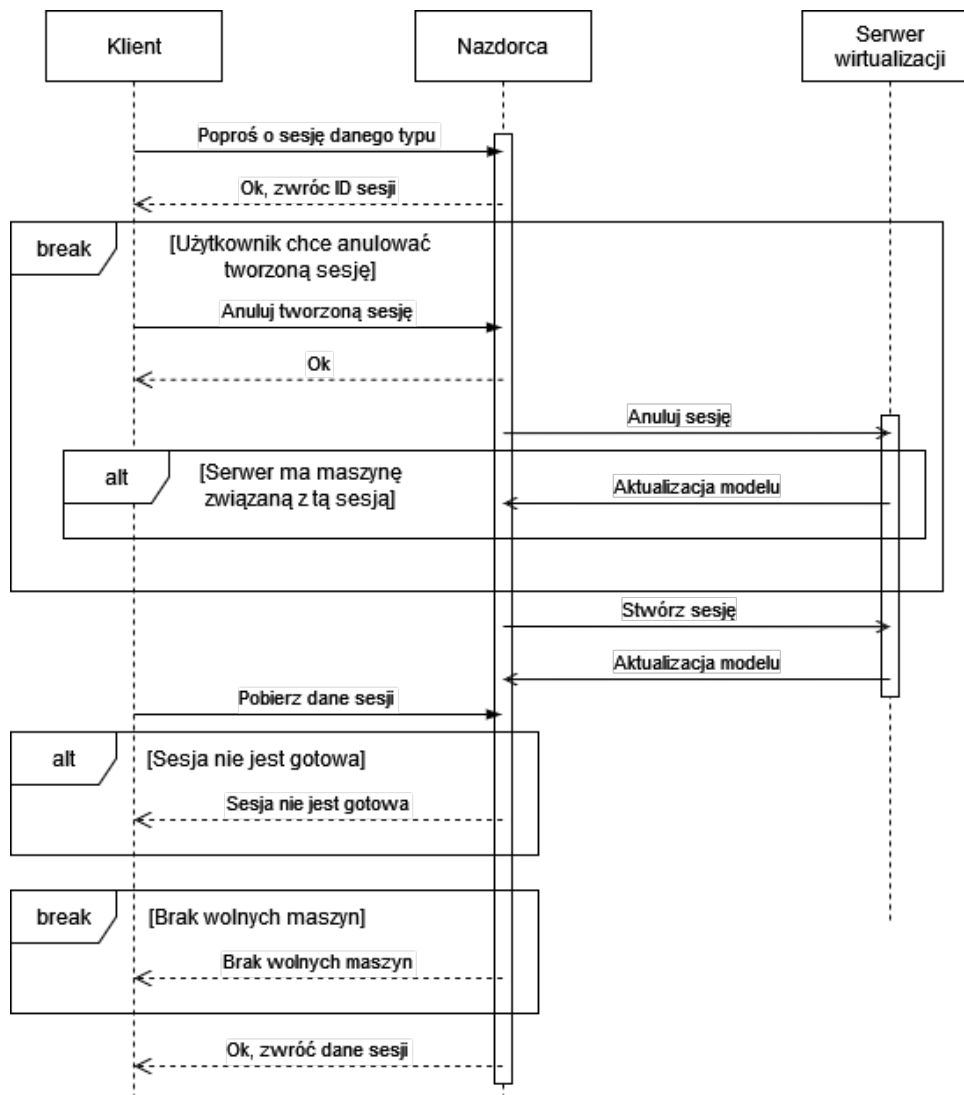 Klient
Nazdorca
Serwer
wirtualizacji
Poproś o sesję danego typu
Ok, zwróc ID sesji
break
[Użytkownik chce anulować
tworzoną sesję]
Anuluj tworzoną sesję
Ok
Anuluj sesję
alt
[Serwer ma maszynę
związaną z tą sesją]
Aktualizacja modelu
Stwórz sesję
Aktualizacja modelu
Pobierz dane sesji
alt
[Sesja nie jest gotowa]
Sesja nie jest gotowa
break
[Brak wolnych maszyn]
Brak wolnych maszyn
Ok, zwróć dane sesji